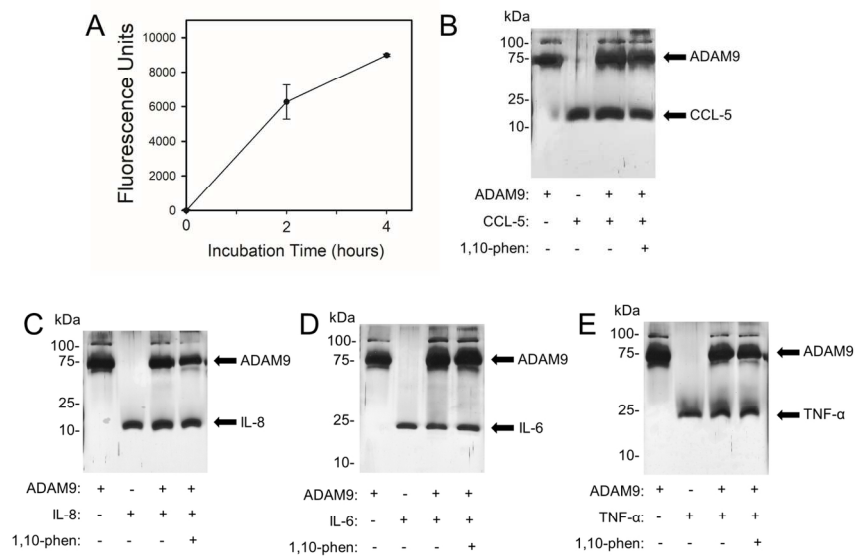 A
Fluorescence Units
10000
8000
6000
4000
2000
0
0 2 4
Incubation Time (hours)
B
kDa
100-
75-
25-
10-
ADAM9
CCL-5
ADAM9: + - + +
CCL-5: - + + +
1,10-phen: - - - +
C
kDa
100-
75-
25-
10-
ADAM9
IL-8
ADAM9: + - + +
IL-8: - + + +
1,10-phen: - - - +
D
kDa
100-
75-
25-
10-
ADAM9
IL-6
ADAM9: + - + +
IL-6: - + + +
1,10-phen: - - - +
E
kDa
100-
75-
25-
10-
ADAM9
TNF-α
ADAM9: + - + +
TNF-α: - + + +
1,10-phen: - - - +